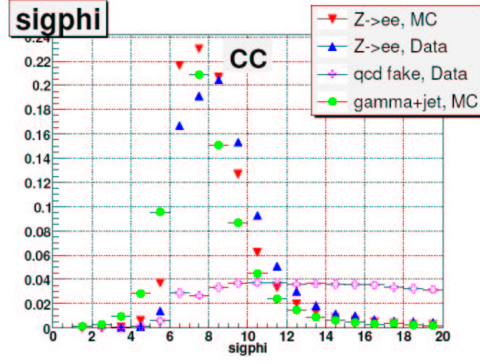 sigphi
CC
Z->ee, MC
Z->ee, Data
qcd fake, Data
gamma+jet, MC
0.24
0.22
0.2
0.18
0.16
0.14
0.12
0.1
0.08
0.06
0.04
0.02
0
0 2 4 6 8 10 12 14 16 18 20
sigphi